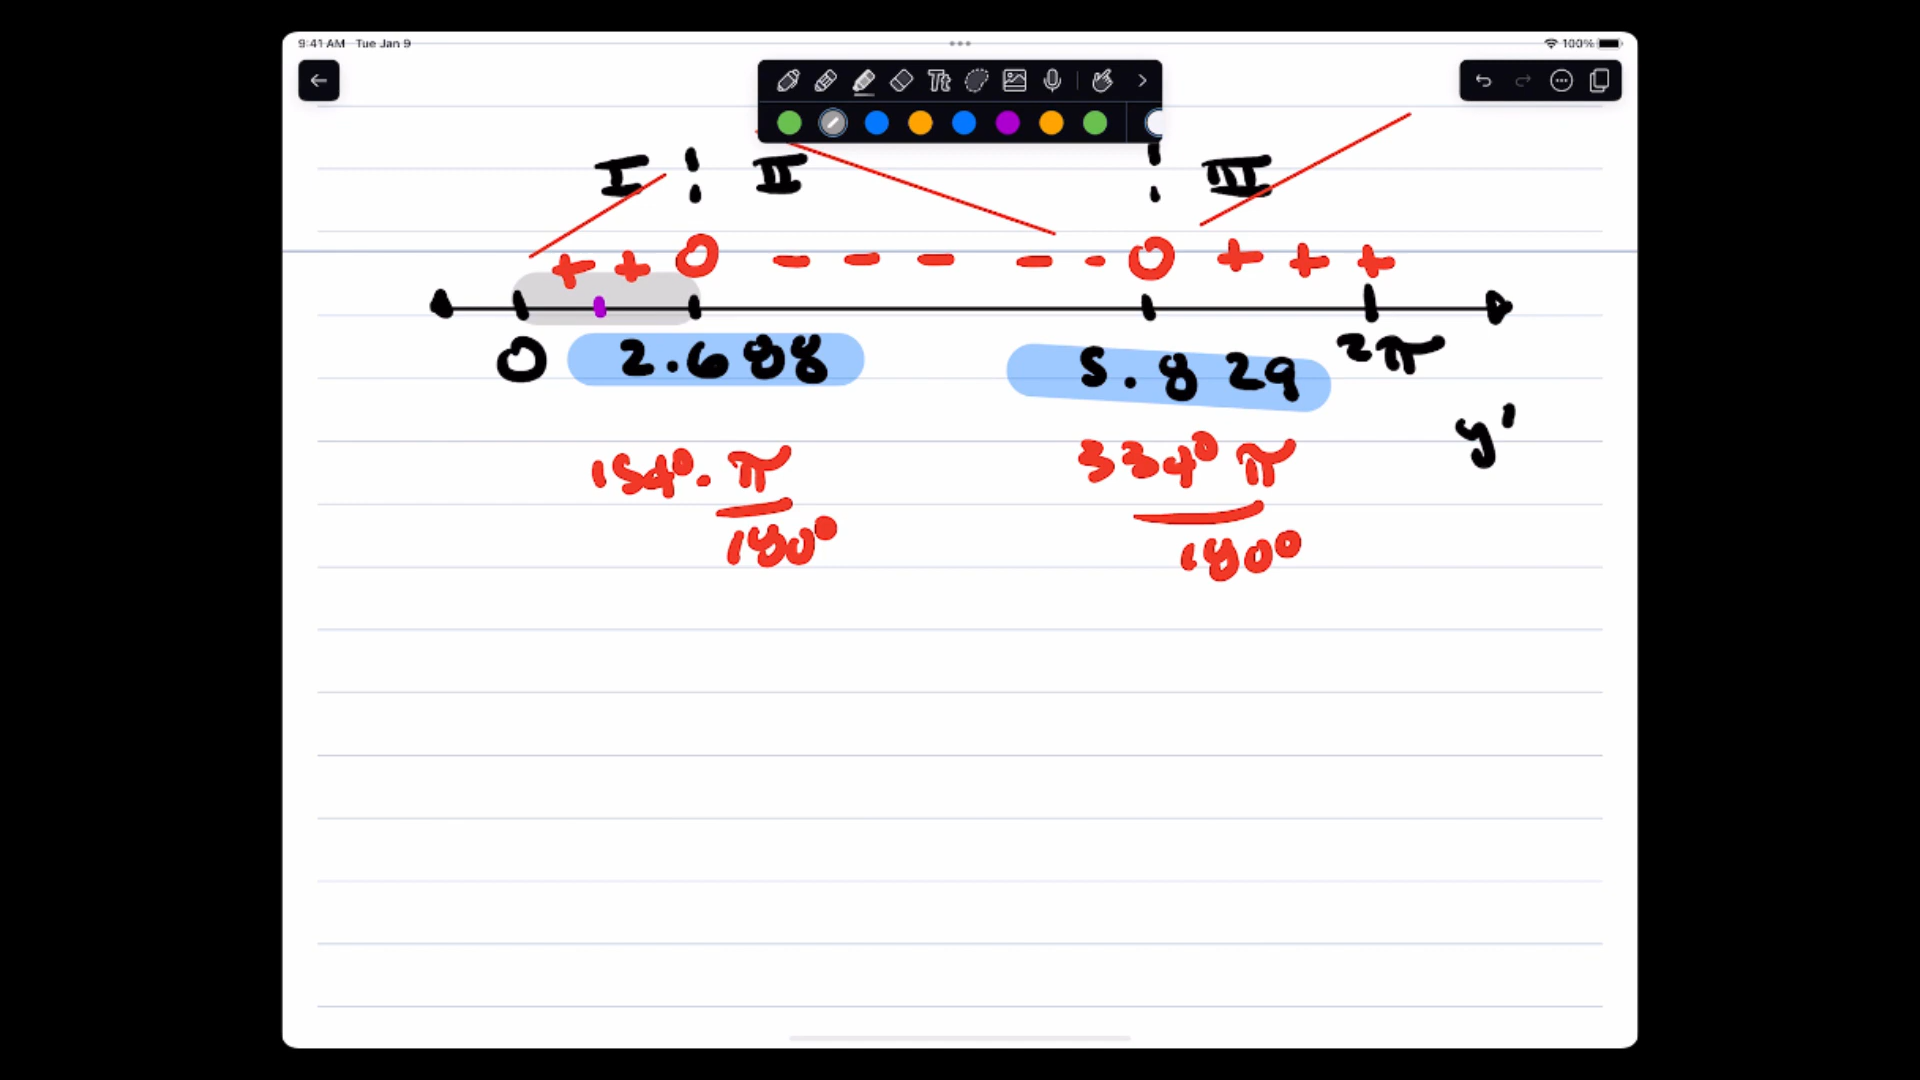 9:41 AM Tue Jan 9
100%
Tt
I II III
+ + 0 - - - - - 0 + + +
0 2.688 5.829 2π
y'
154°. π 334° π
180° 180°